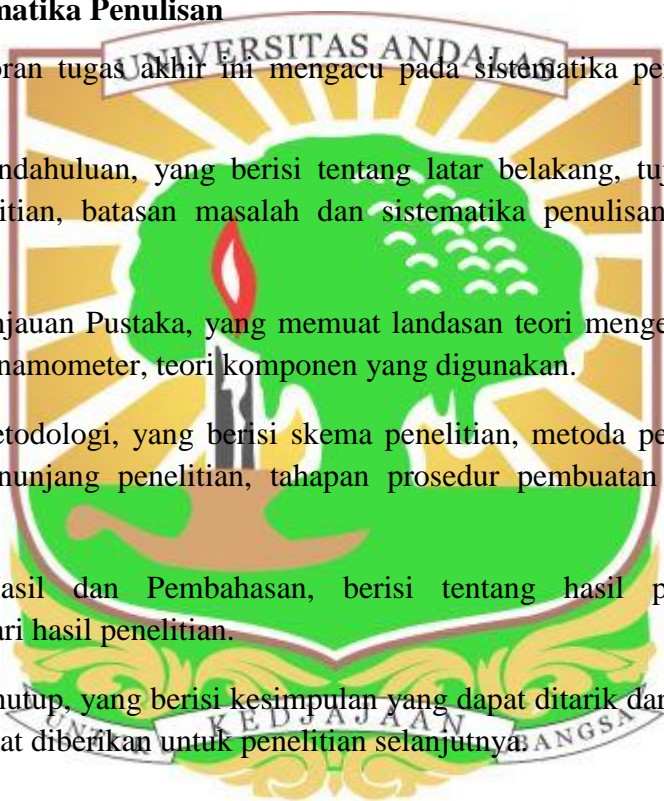 matika Penulisan
UNIVERSITAS ANDALAS
oran tugas akhir ini mengacu pada sistematika pe
ndahuluan, yang berisi tentang latar belakang, tuj
itian, batasan masalah dan sistematika penulisan
njauan Pustaka, yang memuat landasan teori menge
namometer, teori komponen yang digunakan.
etodologi, yang berisi skema penelitian, metoda pe
nunjang penelitian, tahapan prosedur pembuatan
asil dan Pembahasan, berisi tentang hasil p
ari hasil penelitian.
nutup, yang berisi kesimpulan yang dapat ditarik dar
UNTUK KEDJAJAAN BANGSA
at diberikan untuk penelitian selanjutnya.